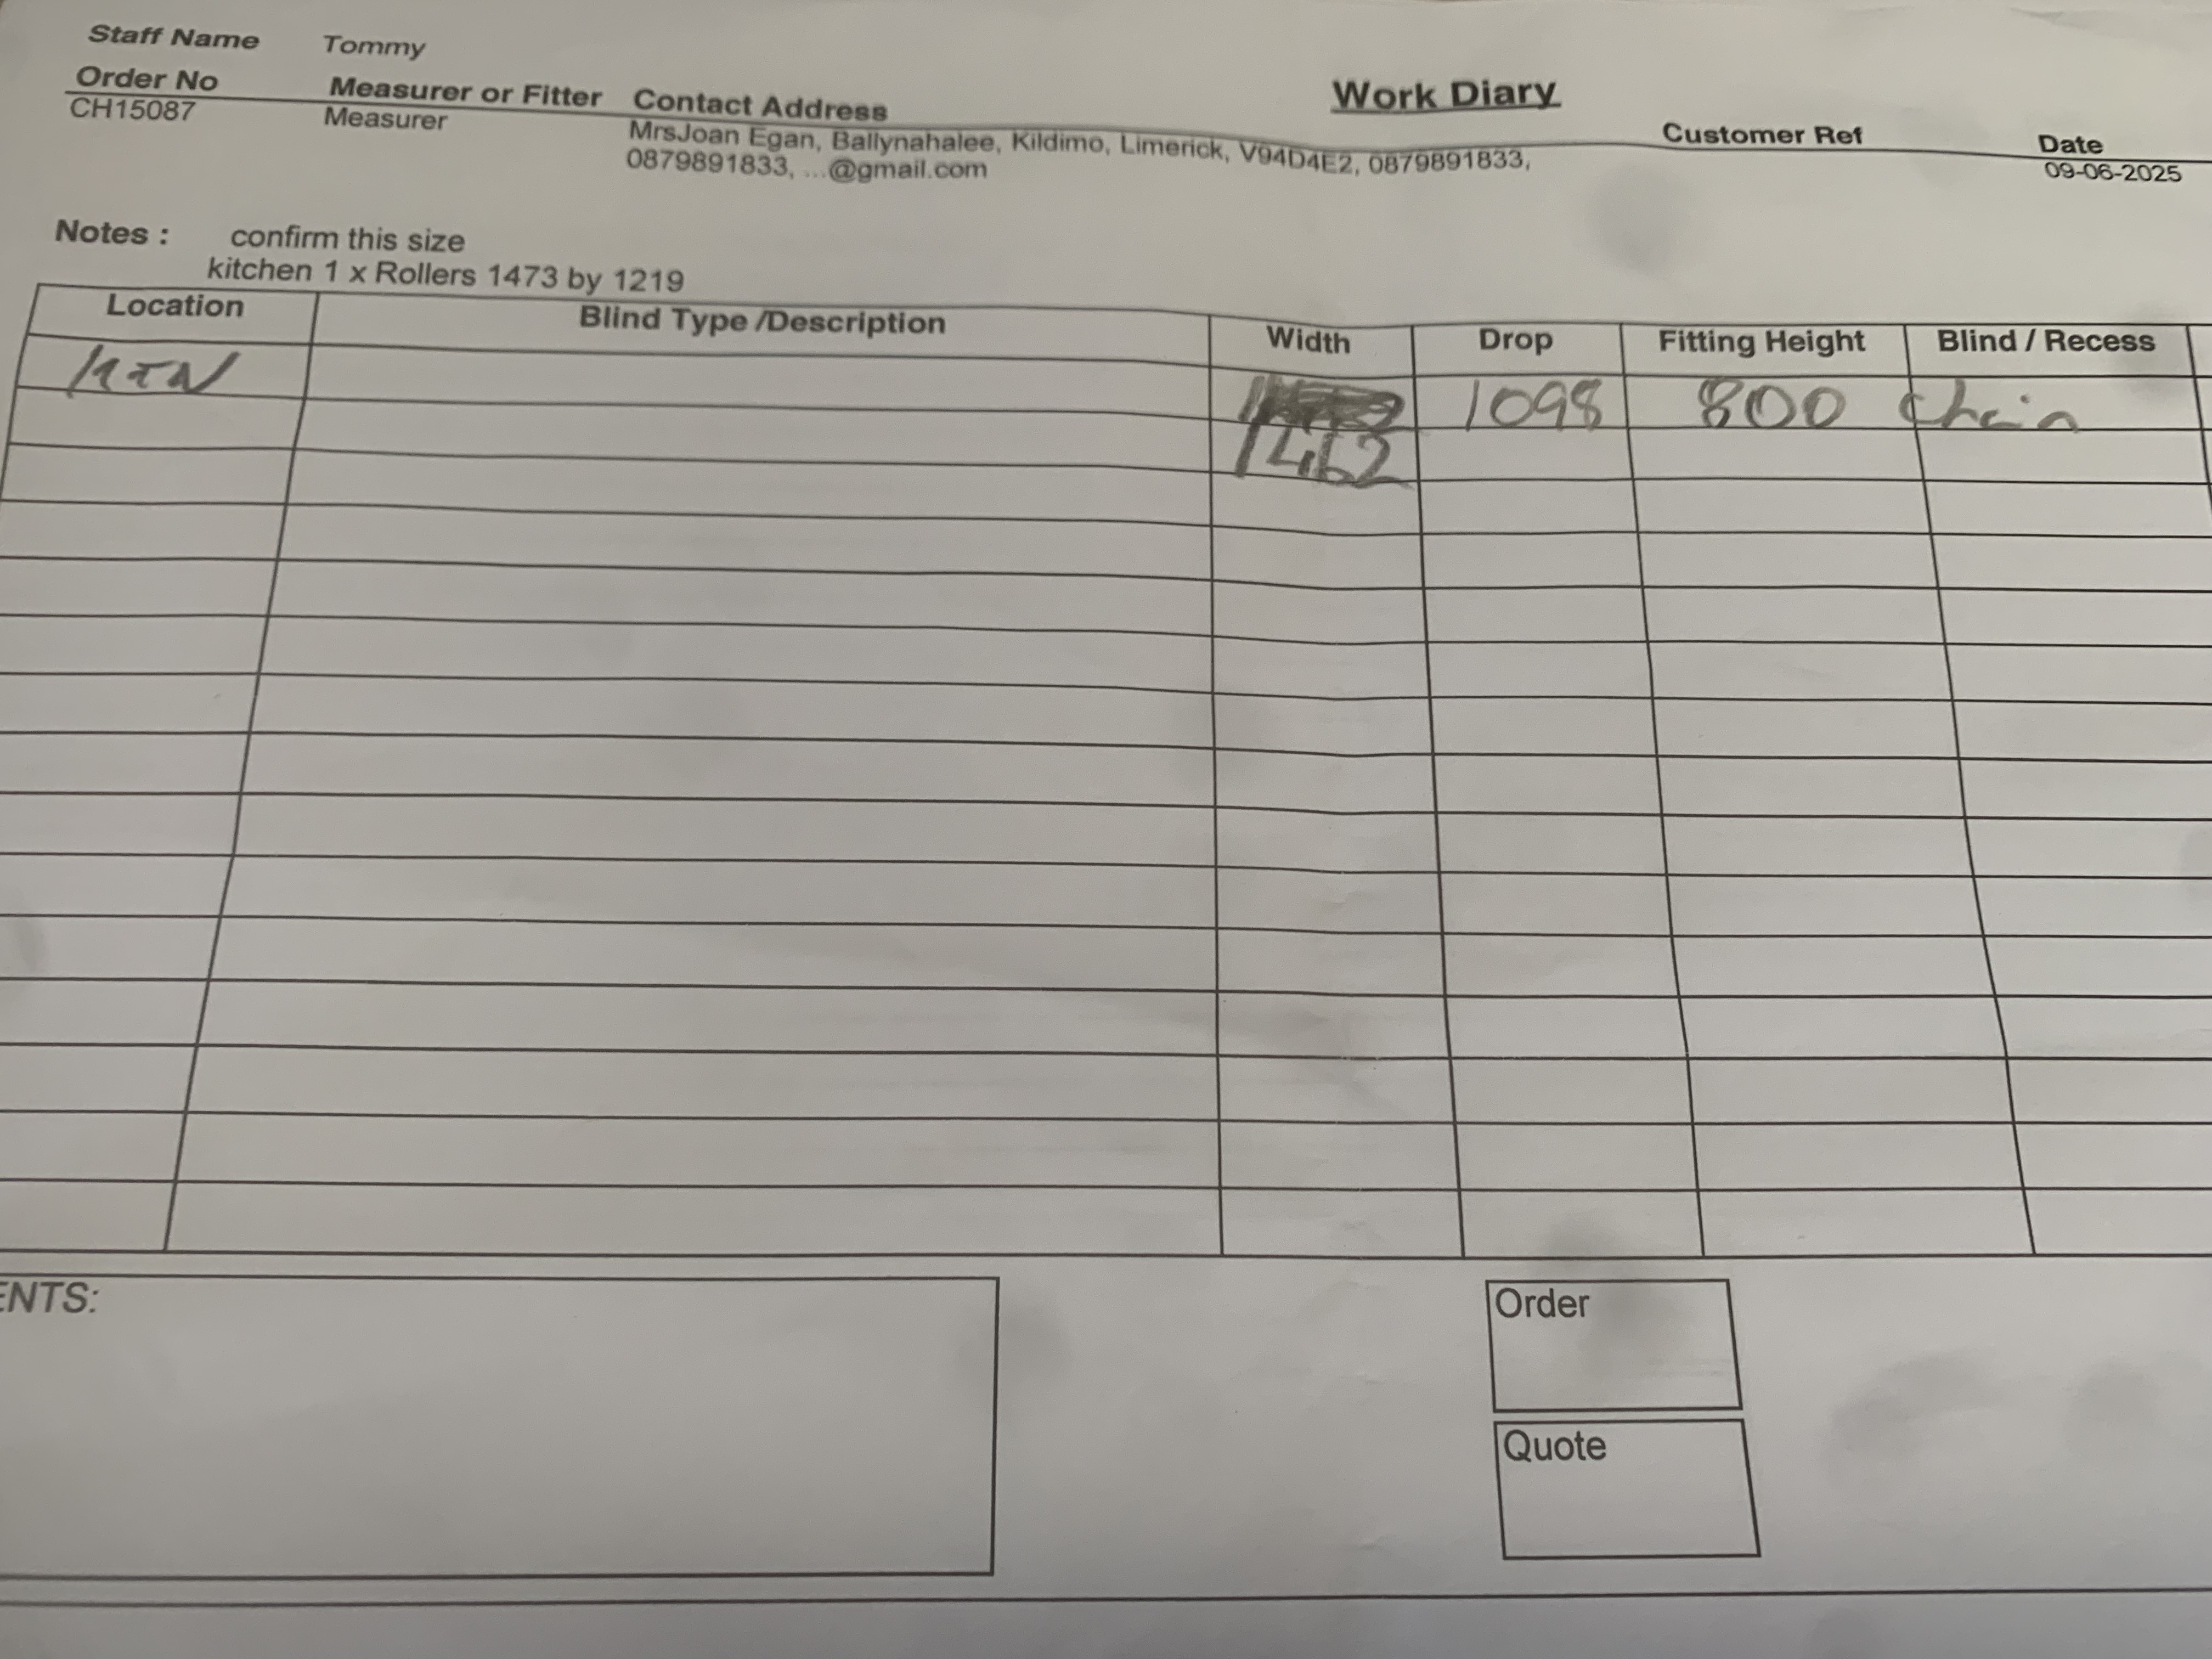 Staff Name Tommy
Work Diary
Order No Measurer or Fitter Contact Address Customer Ref Date
CH15087 Measurer MrsJoan Egan, Ballynahalee, Kildimo, Limerick, V94D4E2, 0879891833, 09-06-2025
0879891833, ...@gmail.com
Notes : confirm this size
kitchen 1 x Rollers 1473 by 1219
Location Blind Type /Description Width Drop Fitting Height Blind / Recess
KIN 1098 800 chain
1462
ENTS:
Order
Quote